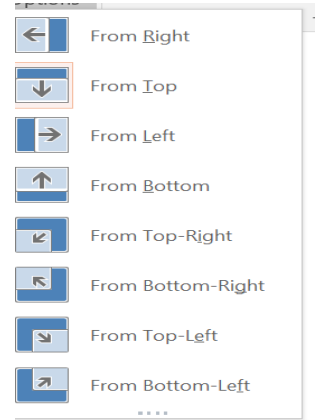 Options
From Right
From Top
From Left
From Bottom
From Top-Right
From Bottom-Right
From Top-Left
From Bottom-Left